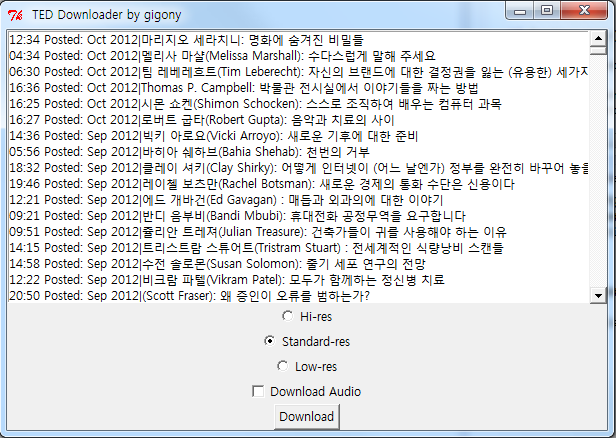 TED Downloader by gigony
12:34 Posted: Oct 2012|마리지오 세라치니: 명화에 숨겨진 비밀들
04:34 Posted: Oct 2012|멜리사 마샬(Melissa Marshall): 수다스럽게 말해 주세요
06:30 Posted: Oct 2012|팀 레베레흐트(Tim Leberecht): 자신의 브랜드에 대한 결정권을 잃는 (유용한) 세가지
16:36 Posted: Oct 2012|Thomas P. Campbell: 박물관 전시실에서 이야기들을 짜는 방법
16:25 Posted: Oct 2012|시몬 쇼켄(Shimon Schocken): 스스로 조직하여 배우는 컴퓨터 과목
16:27 Posted: Oct 2012|로버트 굽타(Robert Gupta): 음악과 치료의 사이
14:36 Posted: Sep 2012|빅키 아로요(Vicki Arroyo): 새로운 기후에 대한 준비
05:56 Posted: Sep 2012|바히아 쉐하브(Bahia Shehab): 천번의 거부
18:32 Posted: Sep 2012|클레이 셔키(Clay Shirky): 어떻게 인터넷이 (어느 날엔가) 정부를 완전히 바꾸어 놓을
19:46 Posted: Sep 2012|레이첼 보츠만(Rachel Botsman): 새로운 경제의 통화 수단은 신용이다
12:21 Posted: Sep 2012|에드 개바건(Ed Gavagan) : 매듭과 외과의에 대한 이야기
09:21 Posted: Sep 2012|반디 음부비(Bandi Mbubi): 휴대전화 공정무역을 요구합니다
09:51 Posted: Sep 2012|쥴리안 트레져(Julian Treasure): 건축가들이 귀를 사용해야 하는 이유
14:15 Posted: Sep 2012|트리스트람 스튜어트(Tristram Stuart) : 전세계적인 식량낭비 스캔들
14:58 Posted: Sep 2012|수전 솔로몬(Susan Solomon): 줄기 세포 연구의 전망
12:22 Posted: Sep 2012|비크람 파텔(Vikram Patel): 모두가 함께하는 정신병 치료
20:50 Posted: Sep 2012|(Scott Fraser): 왜 증인이 오류를 범하는가?
Hi-res
Standard-res
Low-res
Download Audio
Download